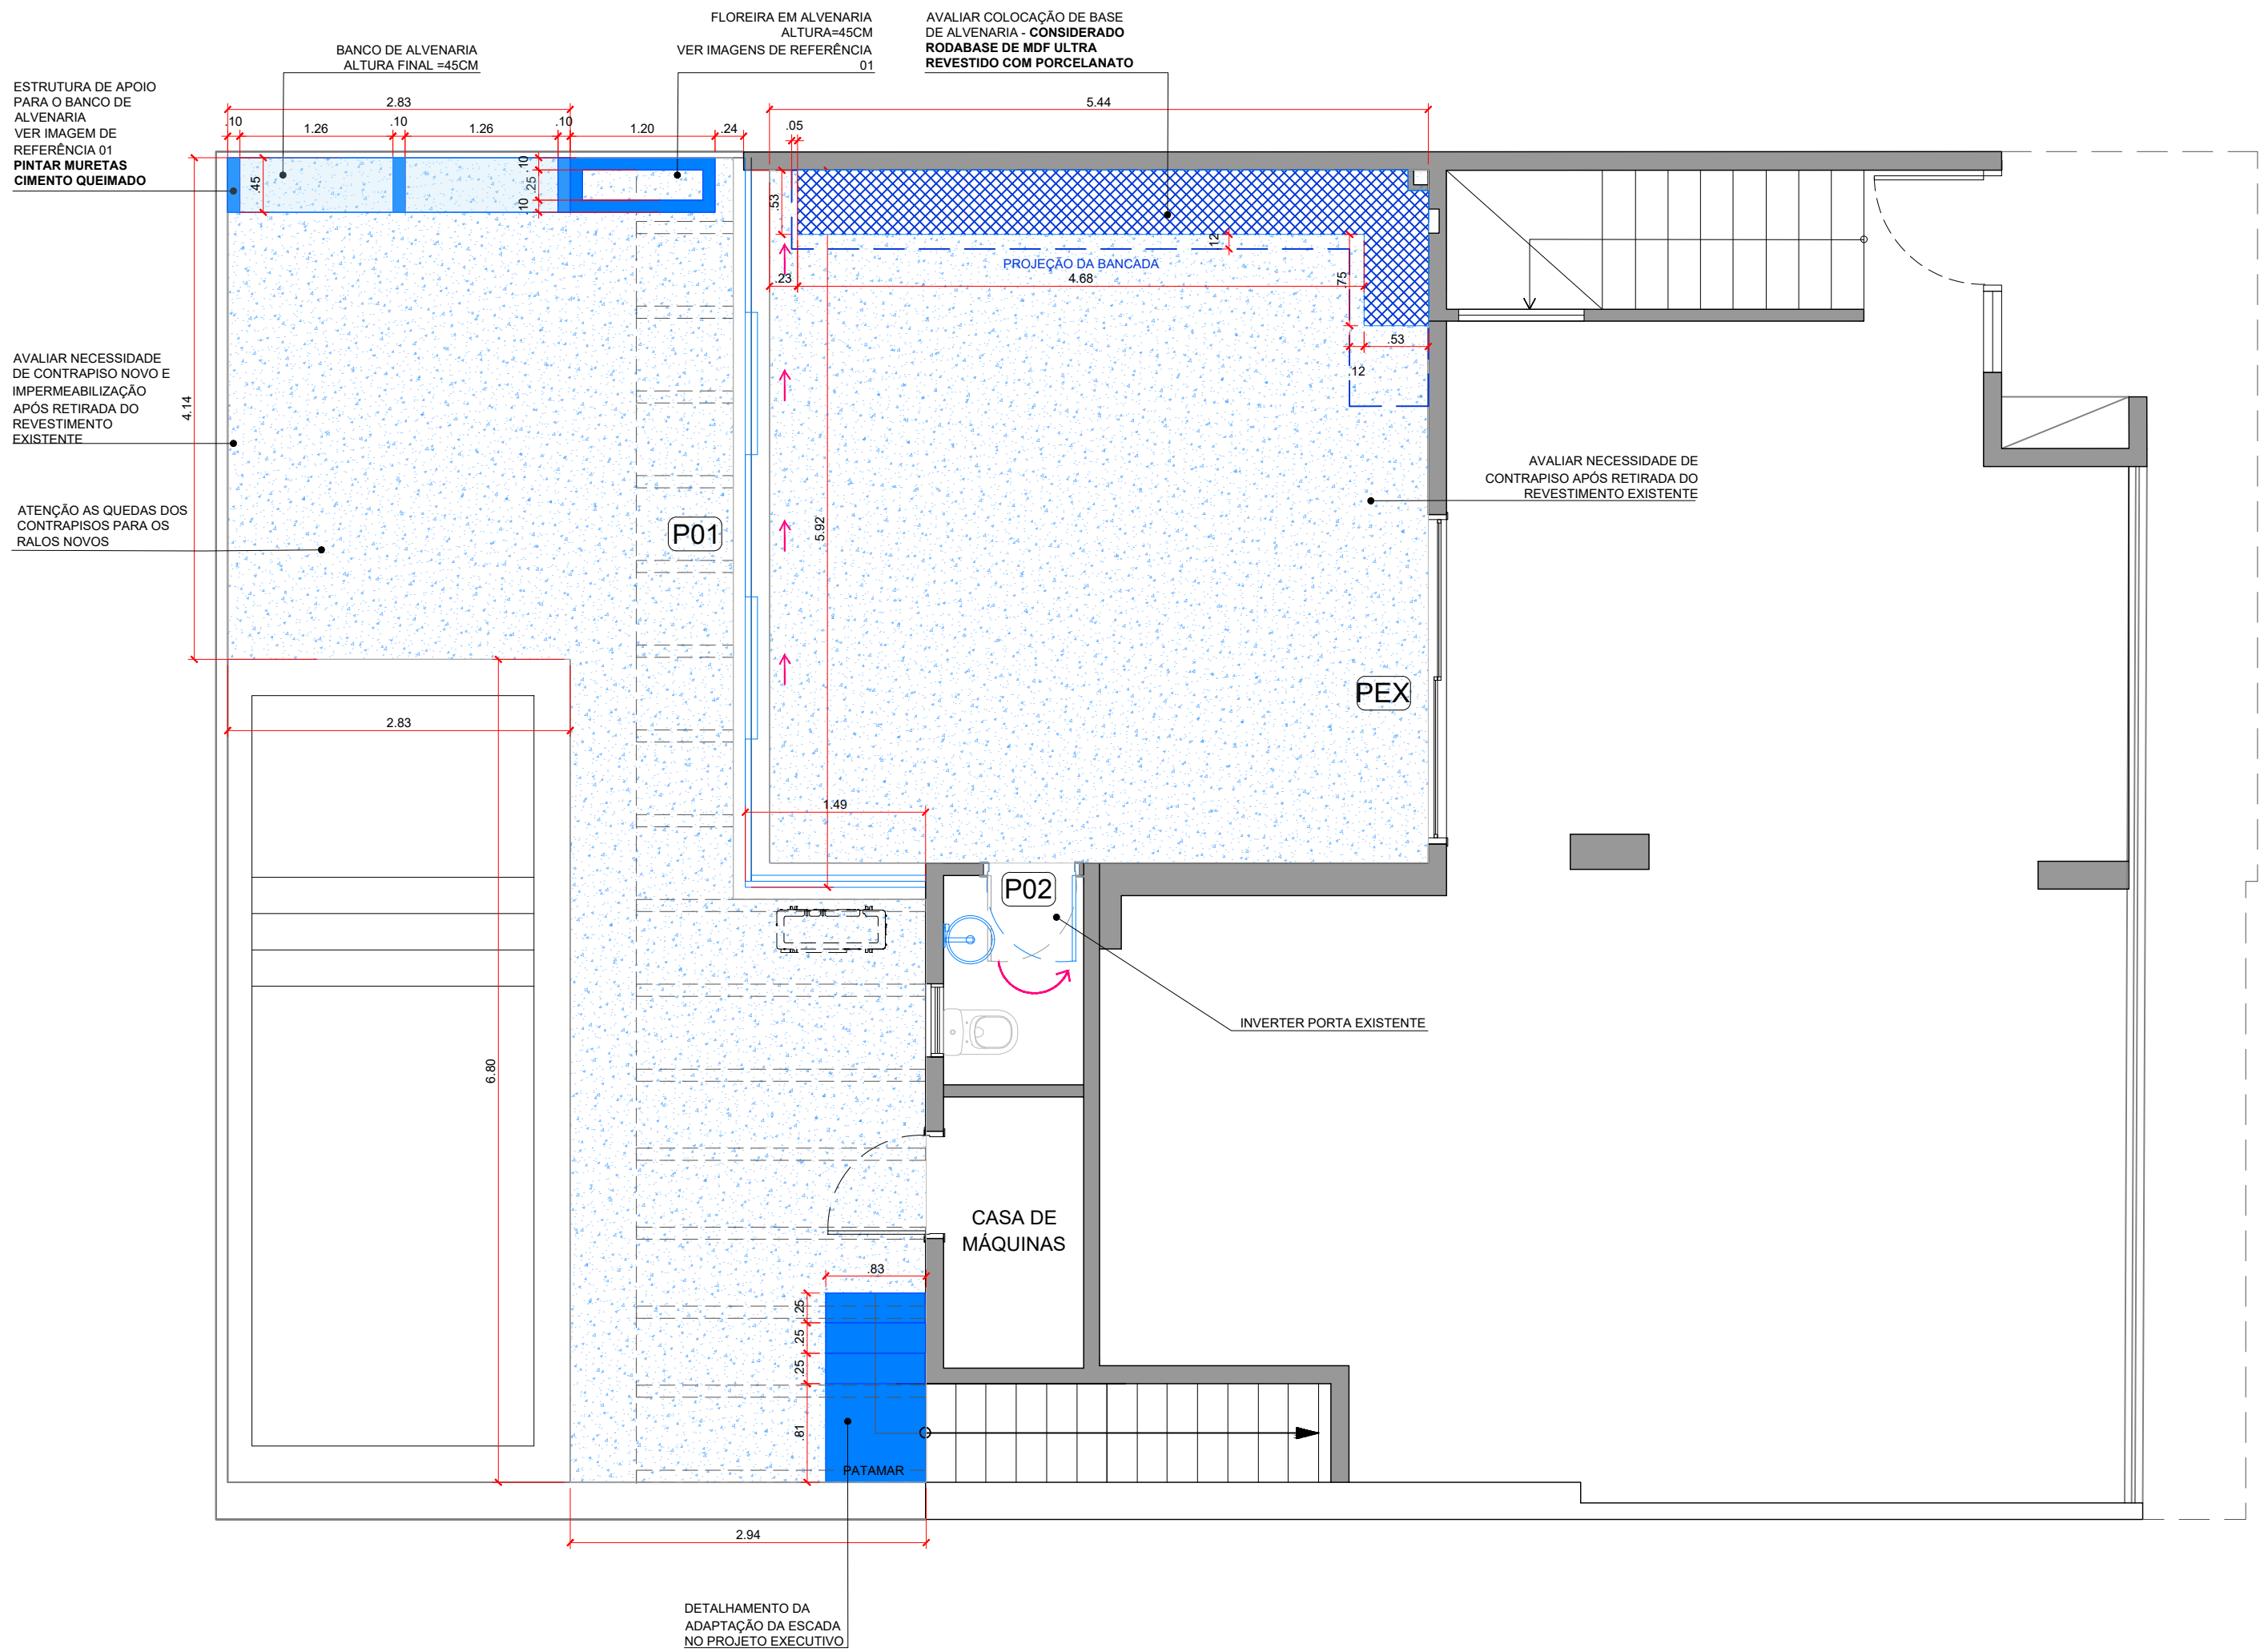 FLOREIRA EM ALVENARIA
ALTURA=45CM
VER IMAGENS DE REFERÊNCIA
01
AVALIAR COLOCAÇÃO DE BASE
DE ALVENARIA - CONSIDERADO
RODABASE DE MDF ULTRA
REVESTIDO COM PORCELANATO
BANCO DE ALVENARIA
ALTURA FINAL =45CM
ESTRUTURA DE APOIO
PARA O BANCO DE
ALVENARIA
VER IMAGEM DE
REFERÊNCIA 01
PINTAR MURETAS
CIMENTO QUEIMADO
2.83
5.44
.10
1.26
.10
1.26
.10
1.20
.24
.05
.45
.10
.25
.10
.53
.12
PROJEÇÃO DA BANCADA
.23
4.68
.75
.53
.12
AVALIAR NECESSIDADE
DE CONTRAPISO NOVO E
IMPERMEABILIZAÇÃO
APÓS RETIRADA DO
REVESTIMENTO
EXISTENTE
4.14
AVALIAR NECESSIDADE DE
CONTRAPISO APÓS RETIRADA DO
REVESTIMENTO EXISTENTE
ATENÇÃO AS QUEDAS DOS
CONTRAPISOS PARA OS
RALOS NOVOS
P01
5.92
PEX
2.83
1.49
P02
INVERTER PORTA EXISTENTE
6.80
CASA DE
MÁQUINAS
.83
.25
.25
.25
.81
PATAMAR
2.94
DETALHAMENTO DA
ADAPTAÇÃO DA ESCADA
NO PROJETO EXECUTIVO